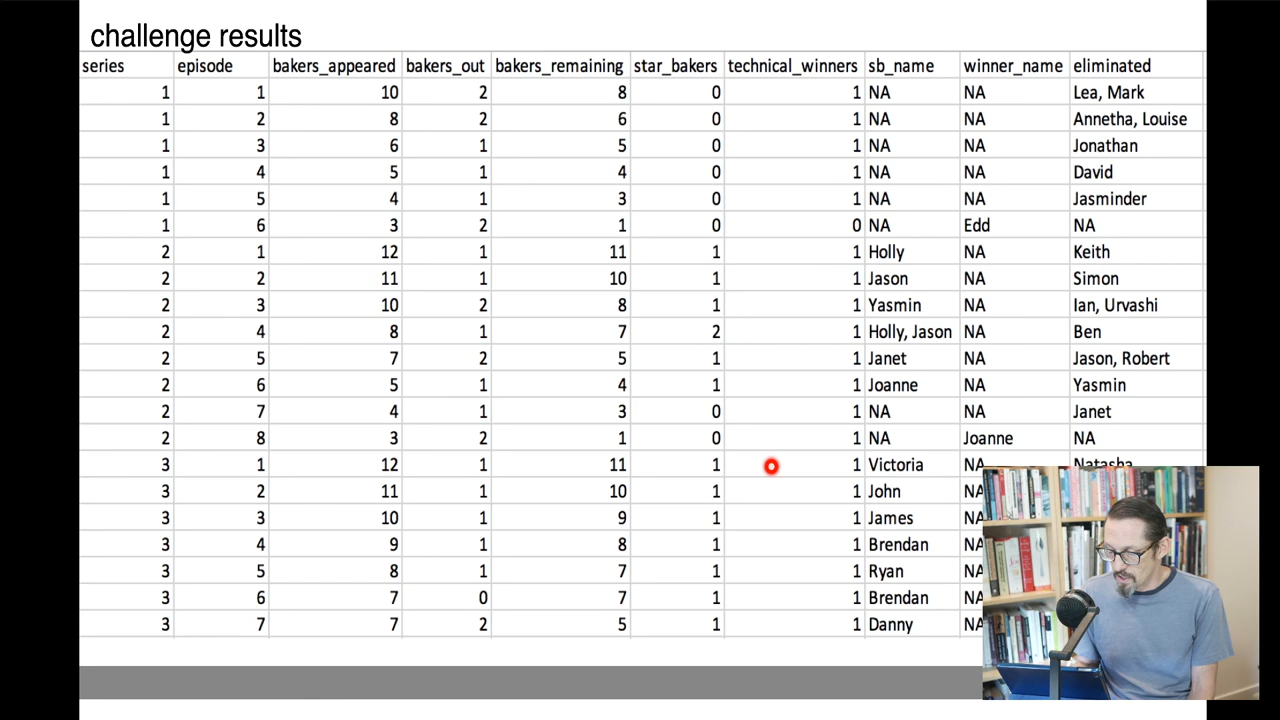 challenge results
series episode bakers_appeared bakers_out bakers_remaining star_bakers technical_winners sb_name winner_name eliminated
1 1 10 2 8 0 1 NA NA Lea, Mark
1 2 8 2 6 0 1 NA NA Annetha, Louise
1 3 6 1 5 0 1 NA NA Jonathan
1 4 5 1 4 0 1 NA NA David
1 5 4 1 3 0 1 NA NA Jasminder
1 6 3 2 1 0 0 NA Edd NA
2 1 12 1 11 1 1 Holly NA Keith
2 2 11 1 10 1 1 Jason NA Simon
2 3 10 2 8 1 1 Yasmin NA Ian, Urvashi
2 4 8 1 7 2 1 Holly, Jason NA Ben
2 5 7 2 5 1 1 Janet NA Jason, Robert
2 6 5 1 4 1 1 Joanne NA Yasmin
2 7 4 1 3 0 1 NA NA Janet
2 8 3 2 1 0 1 NA Joanne NA
3 1 12 1 11 1 1 Victoria NA Natasha
3 2 11 1 10 1 1 John NA
3 3 10 1 9 1 1 James NA
3 4 9 1 8 1 1 Brendan NA
3 5 8 1 7 1 1 Ryan NA
3 6 7 0 7 1 1 Brendan NA
3 7 7 2 5 1 1 Danny NA